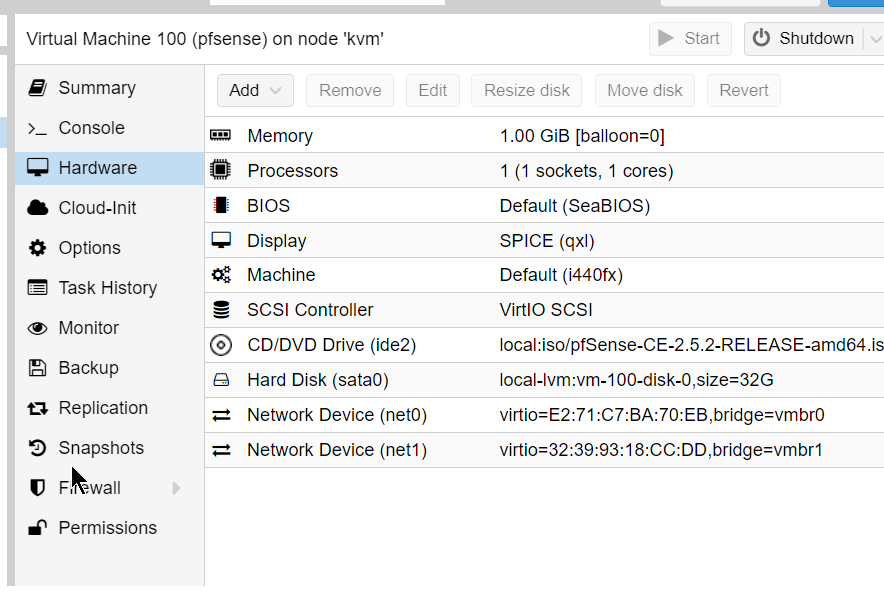 Virtual Machine 100 (pfsense) on node 'kvm'
Start
Shutdown
Summary
Console
Hardware
Cloud-Init
Options
Task History
Monitor
Backup
Replication
Snapshots
Firewall
Permissions
Add
Remove
Edit
Resize disk
Move disk
Revert
Memory 1.00 GiB [balloon=0]
Processors 1 (1 sockets, 1 cores)
BIOS Default (SeaBIOS)
Display SPICE (qxl)
Machine Default (i440fx)
SCSI Controller VirtIO SCSI
CD/DVD Drive (ide2) local:iso/pfSense-CE-2.5.2-RELEASE-amd64.is
Hard Disk (sata0) local-lvm:vm-100-disk-0,size=32G
Network Device (net0) virtio=E2:71:C7:BA:70:EB,bridge=vmbr0
Network Device (net1) virtio=32:39:93:18:CC:DD,bridge=vmbr1